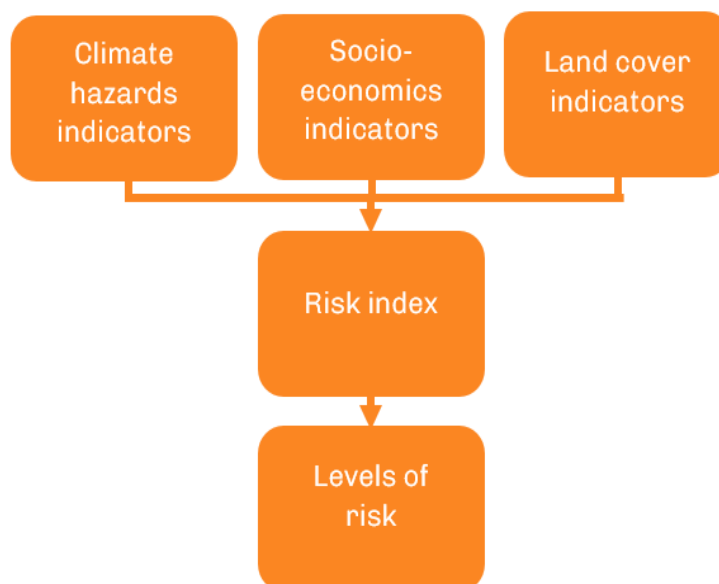 Climate
hazards
indicators
Socio-
economics
indicators
Land cover
indicators
Risk index
Levels of
risk